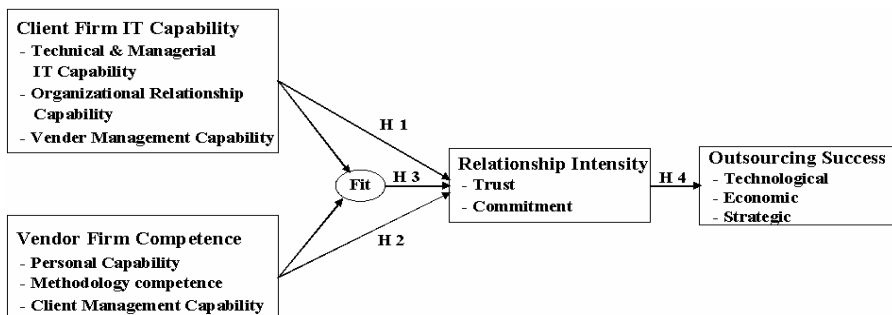 Client Firm IT Capability
- Technical & Managerial
IT Capability
- Organizational Relationship
Capability
- Vender Management Capability
H 1
Fit
H 3
H 2
Vendor Firm Competence
- Personal Capability
- Methodology competence
- Client Management Capability
Relationship Intensity
- Trust
- Commitment
H 4
Outsourcing Success
- Technological
- Economic
- Strategic